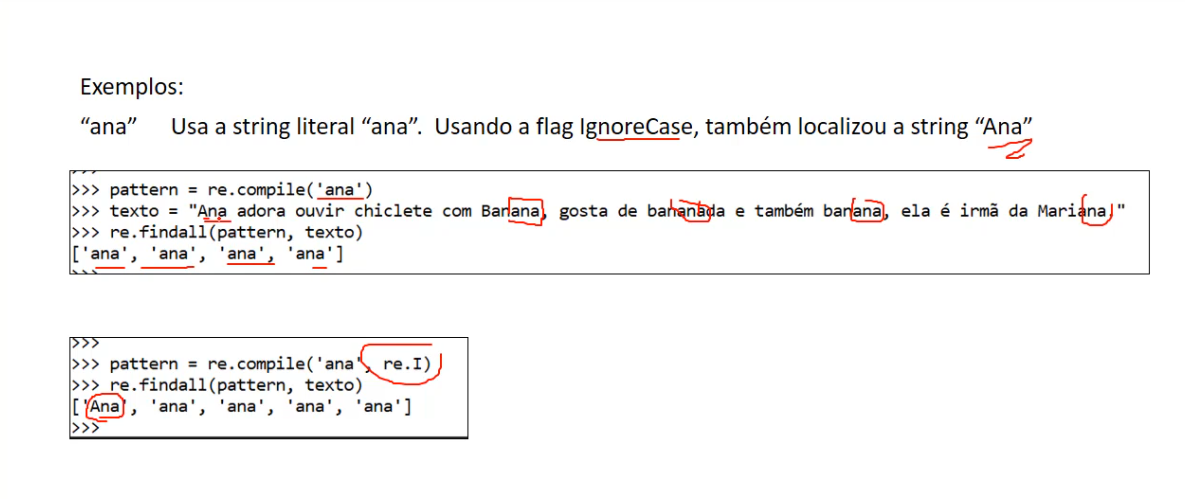 Exemplos:
“ana” Usa a string literal “ana”. Usando a flag IgnoreCase, também localizou a string “Ana”
>>> pattern = re.compile('ana')
>>> texto = "Ana adora ouvir chiclete com Banana, gosta de bananada e também banana, ela é irmã da Mariana."
>>> re.findall(pattern, texto)
['ana', 'ana', 'ana', 'ana']
>>>
>>> pattern = re.compile('ana', re.I)
>>> re.findall(pattern, texto)
['Ana', 'ana', 'ana', 'ana', 'ana']
>>>